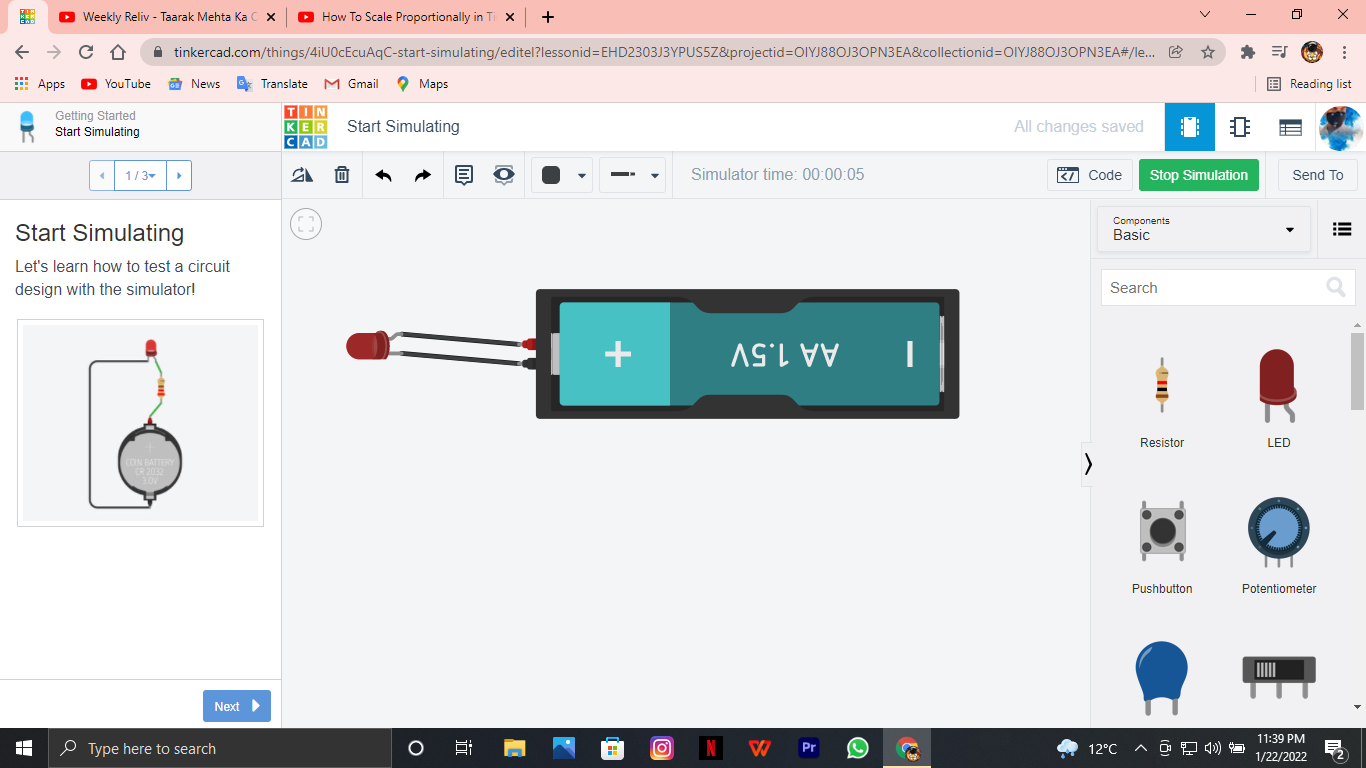 Weekly Reliv - Taarak Mehta Ka C
How To Scale Proportionally in Ti
tinkercad.com/things/4iU0cEcuAqC-start-simulating/editel?lessonid=EHD2303J3YPUS5Z&projectid=OIYJ88OJ3OPN3EA&collectionid=OIYJ88OJ3OPN3EA#/le...
Apps
YouTube
News
Translate
Gmail
Maps
Reading list
Getting Started
Start Simulating
TIN
KER
CAD
Start Simulating
All changes saved
1 / 3
Simulator time: 00:00:05
Code
Stop Simulation
Send To
Start Simulating
Let's learn how to test a circuit
design with the simulator!
COIN BATTERY
CR 2032
3.0V
+
AA 1.5V
Components
Basic
Search
Resistor
LED
Pushbutton
Potentiometer
Next
Type here to search
N
W
Pr
12°C
11:39 PM
1/22/2022
2